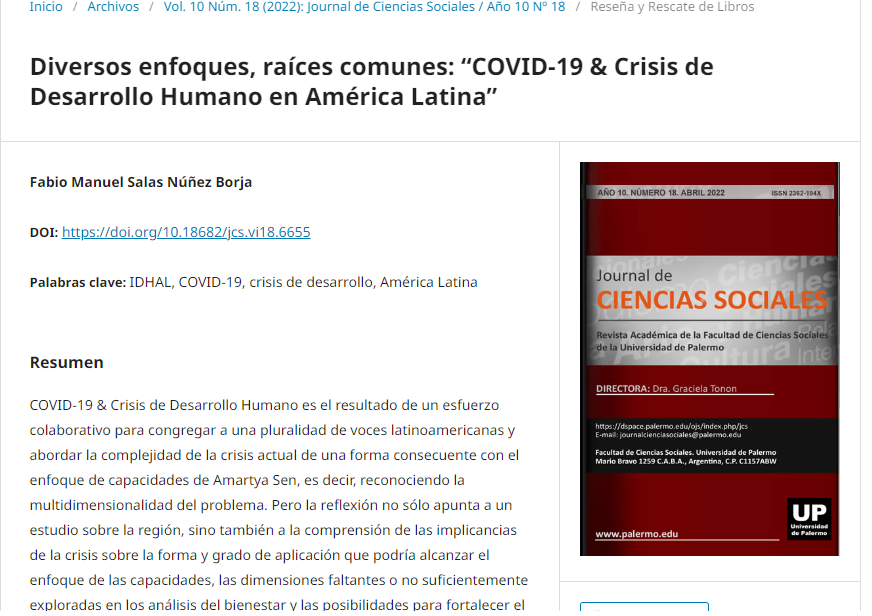 Inicio / Archivos / Vol. 10 Núm. 18 (2022): Journal de Ciencias Sociales / Año 10 Nº 18 / Reseña y Rescate de Libros
Diversos enfoques, raíces comunes: “COVID-19 & Crisis de
Desarrollo Humano en América Latina”
Fabio Manuel Salas Núñez Borja
DOI: https://doi.org/10.18682/jcs.vi18.6655
Palabras clave: IDHAL, COVID-19, crisis de desarrollo, América Latina
Resumen
COVID-19 & Crisis de Desarrollo Humano es el resultado de un esfuerzo
colaborativo para congregar a una pluralidad de voces latinoamericanas y
abordar la complejidad de la crisis actual de una forma consecuente con el
enfoque de capacidades de Amartya Sen, es decir, reconociendo la
multidimensionalidad del problema. Pero la reflexión no sólo apunta a un
estudio sobre la región, sino también a la comprensión de las implicancias
de la crisis sobre la forma y grado de aplicación que podría alcanzar el
enfoque de las capacidades, las dimensiones faltantes o no suficientemente
exploradas en los análisis del bienestar y las posibilidades para fortalecer el
AÑO 10. NÚMERO 18. ABRIL 2022
ISSN 2362-194X
Journal de
CIENCIAS SOCIALES
Revista Académica de la Facultad de Ciencias Sociales
de la Universidad de Palermo
DIRECTORA: Dra. Graciela Tonon
https://dspace.palermo.edu/ojs/index.php/jcs
E-mail: journalcienciasociales@palermo.edu
Facultad de Ciencias Sociales. Universidad de Palermo
Mario Bravo 1259 C.A.B.A., Argentina, C.P. C1157ABW
UP
Universidad
de Palermo
www.palermo.edu